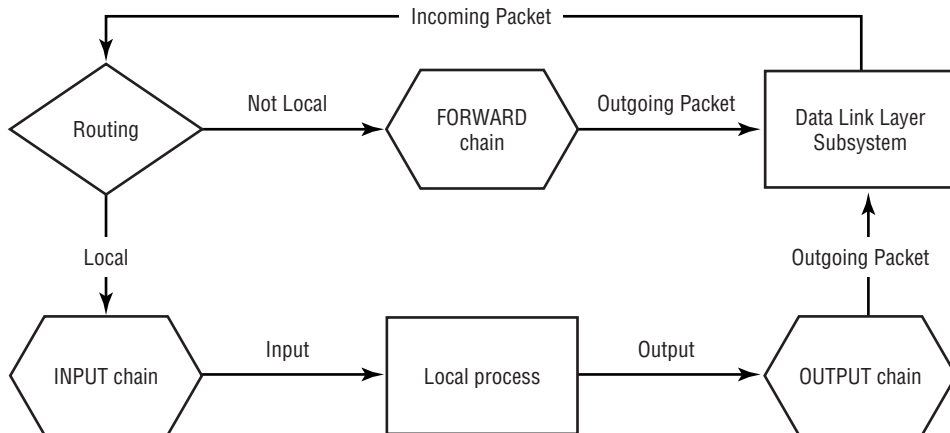 Incoming Packet
Routing
Not Local
FORWARD
chain
Outgoing Packet
Data Link Layer
Subsystem
Local
Outgoing Packet
INPUT chain
Input
Local process
Output
OUTPUT chain